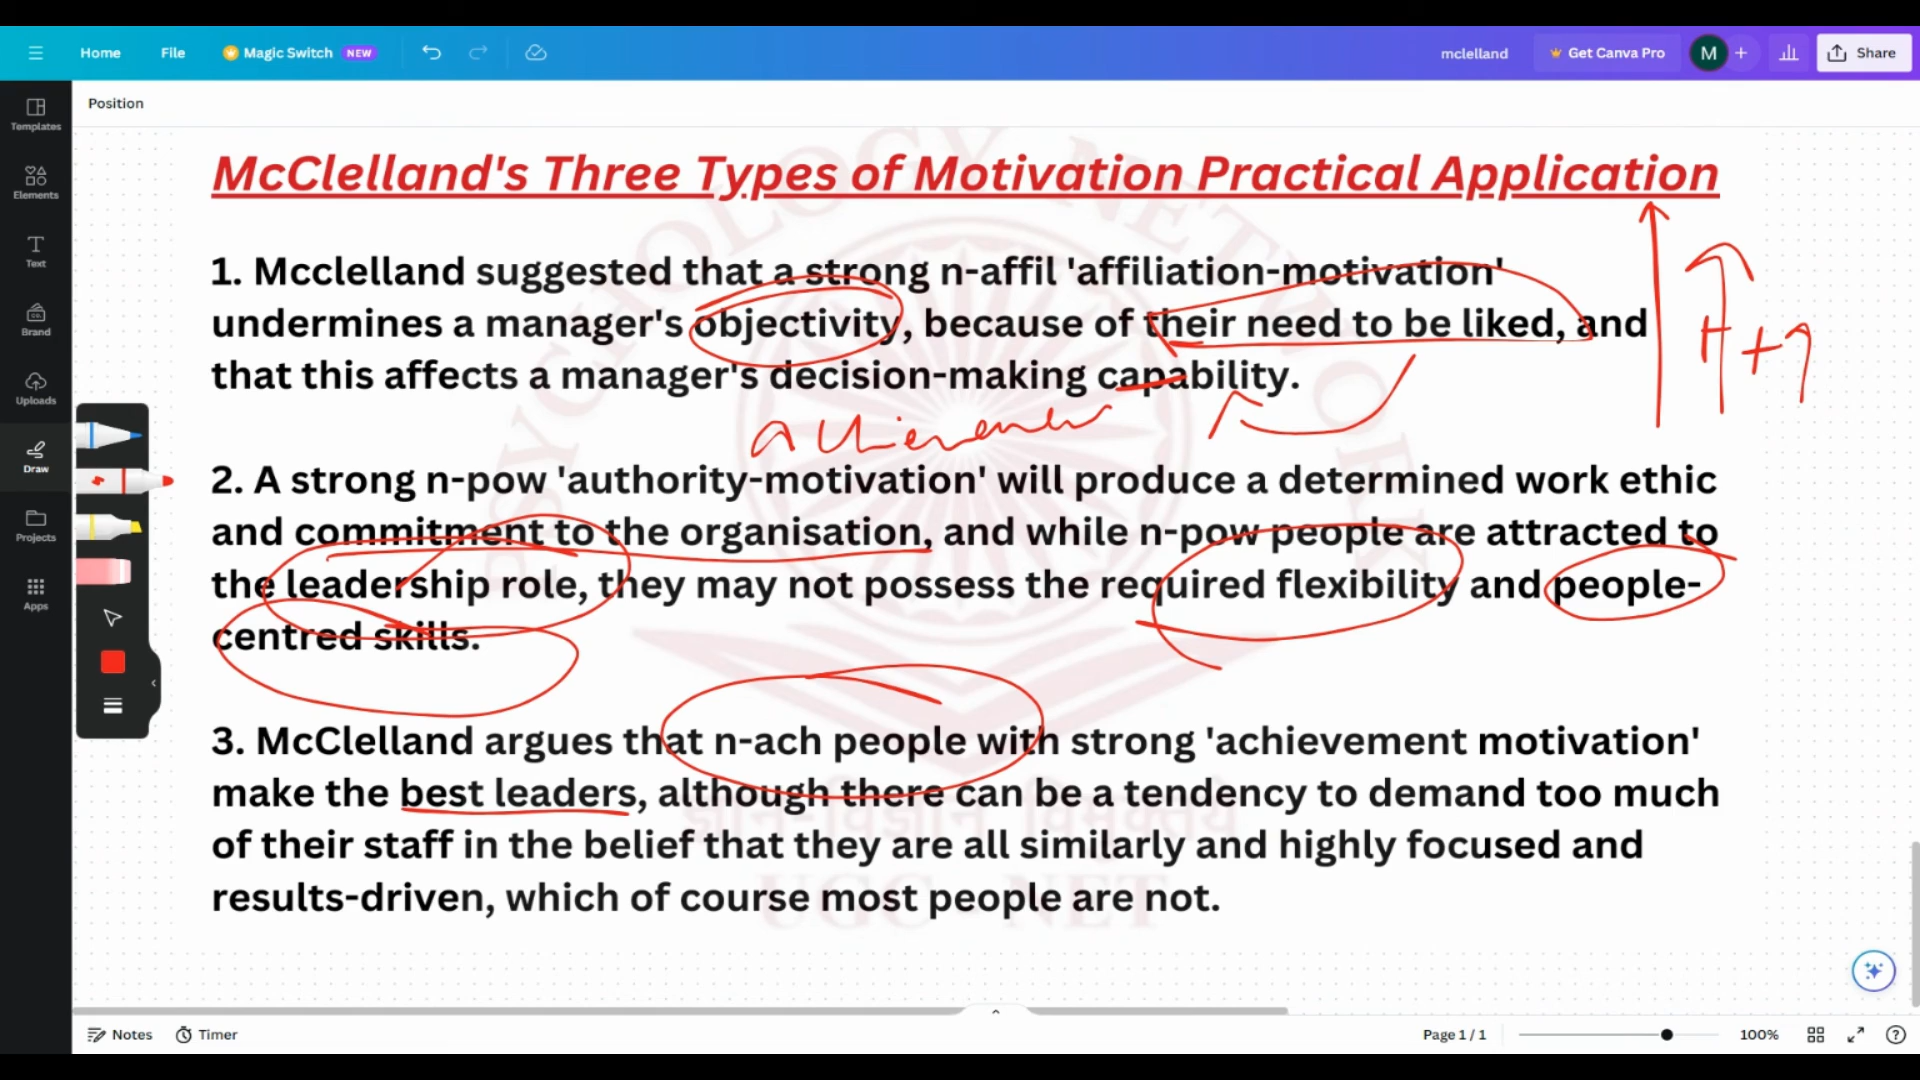 Home File Magic Switch NEW mclelland Get Canva Pro M + Share
Templates
Elements
Text
Brand
Uploads
Draw
Projects
Apps
Position
McClelland's Three Types of Motivation Practical Application
1. Mcclelland suggested that a strong n-affil 'affiliation-motivation'
undermines a manager's objectivity, because of their need to be liked, and
that this affects a manager's decision-making capability.
2. A strong n-pow 'authority-motivation' will produce a determined work ethic
and commitment to the organisation, and while n-pow people are attracted to
the leadership role, they may not possess the required flexibility and people-
centred skills.
3. McClelland argues that n-ach people with strong 'achievement motivation'
make the best leaders, although there can be a tendency to demand too much
of their staff in the belief that they are all similarly and highly focused and
results-driven, which of course most people are not.
PSYCHOLOGY NETWORK
ज्ञान-विज्ञान विमुक्तये
UGC - NET
Notes Timer Page 1 / 1 100%